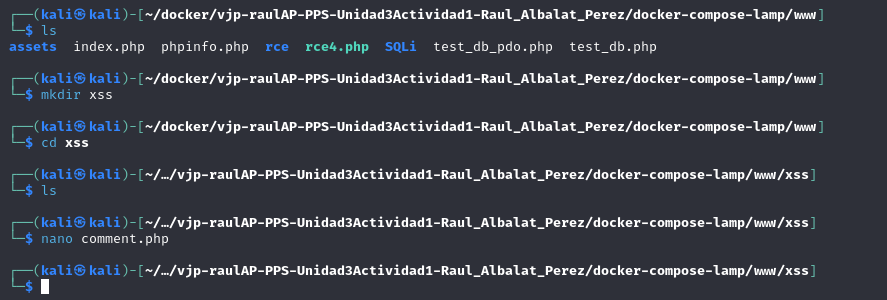 ┌──(kali㉿kali)-[~/docker/vjp-raulAP-PPS-Unidad3Actividad1-Raul_Albalat_Perez/docker-compose-lamp/www]
└─$ ls
assets  index.php  phpinfo.php  rce  rce4.php  SQLi  test_db_pdo.php  test_db.php
┌──(kali㉿kali)-[~/docker/vjp-raulAP-PPS-Unidad3Actividad1-Raul_Albalat_Perez/docker-compose-lamp/www]
└─$ mkdir xss
┌──(kali㉿kali)-[~/docker/vjp-raulAP-PPS-Unidad3Actividad1-Raul_Albalat_Perez/docker-compose-lamp/www]
└─$ cd xss
┌──(kali㉿kali)-[~/…/vjp-raulAP-PPS-Unidad3Actividad1-Raul_Albalat_Perez/docker-compose-lamp/www/xss]
└─$ ls
┌──(kali㉿kali)-[~/…/vjp-raulAP-PPS-Unidad3Actividad1-Raul_Albalat_Perez/docker-compose-lamp/www/xss]
└─$ nano comment.php
┌──(kali㉿kali)-[~/…/vjp-raulAP-PPS-Unidad3Actividad1-Raul_Albalat_Perez/docker-compose-lamp/www/xss]
└─$